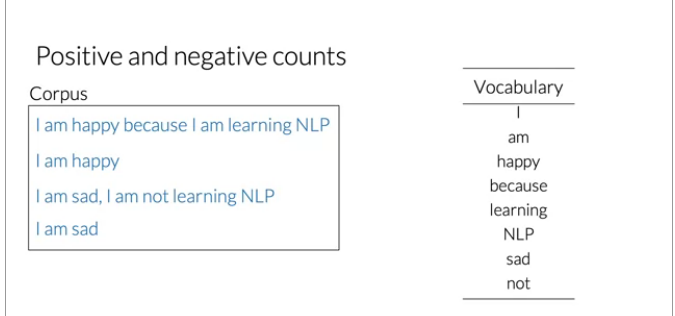 Positive and negative counts
Corpus
I am happy because I am learning NLP
I am happy
I am sad, I am not learning NLP
I am sad
Vocabulary
I
am
happy
because
learning
NLP
sad
not